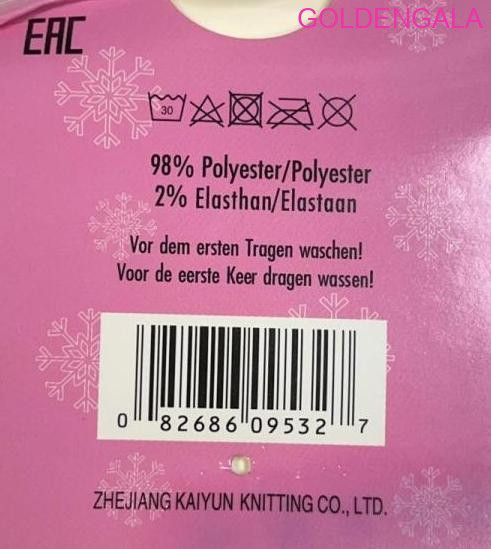 GOLDENGALA
EAC
30
98% Polyester/Polyester
2% Elasthan/Elastaan
Vor dem ersten Tragen waschen!
Voor de eerste Keer dragen wassen!
0 82686 09532 7
ZHEJIANG KAIYUN KNITTING CO., LTD.